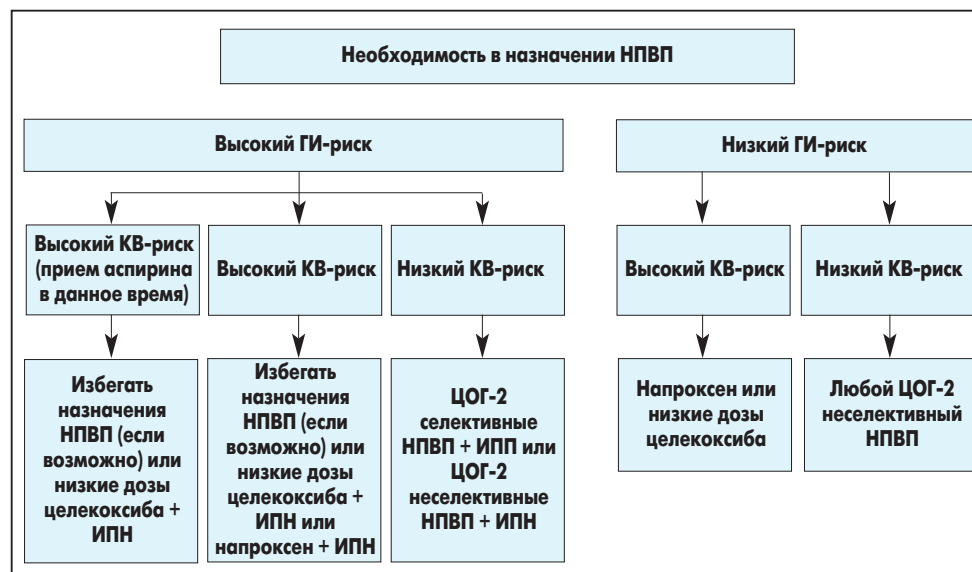 Необходимость в назначении НПВП
Высокий ГИ-риск
Низкий ГИ-риск
Высокий КВ-риск
(прием аспирина
в данное время)
Высокий КВ-риск
Низкий КВ-риск
Высокий КВ-риск
Низкий КВ-риск
Избегать
назначения
НПВП (если
возможно) или
низкие дозы
целекоксиба +
ИПН
Избегать
назначения
НПВП (если
возможно) или
низкие дозы
целекоксиба +
ИПН или
напроксен + ИПН
ЦОГ-2
селективные
НПВП + ИПП или
ЦОГ-2
неселективные
НПВП + ИПН
Напроксен или
низкие дозы
целекоксиба
Любой ЦОГ-2
неселективный
НПВП